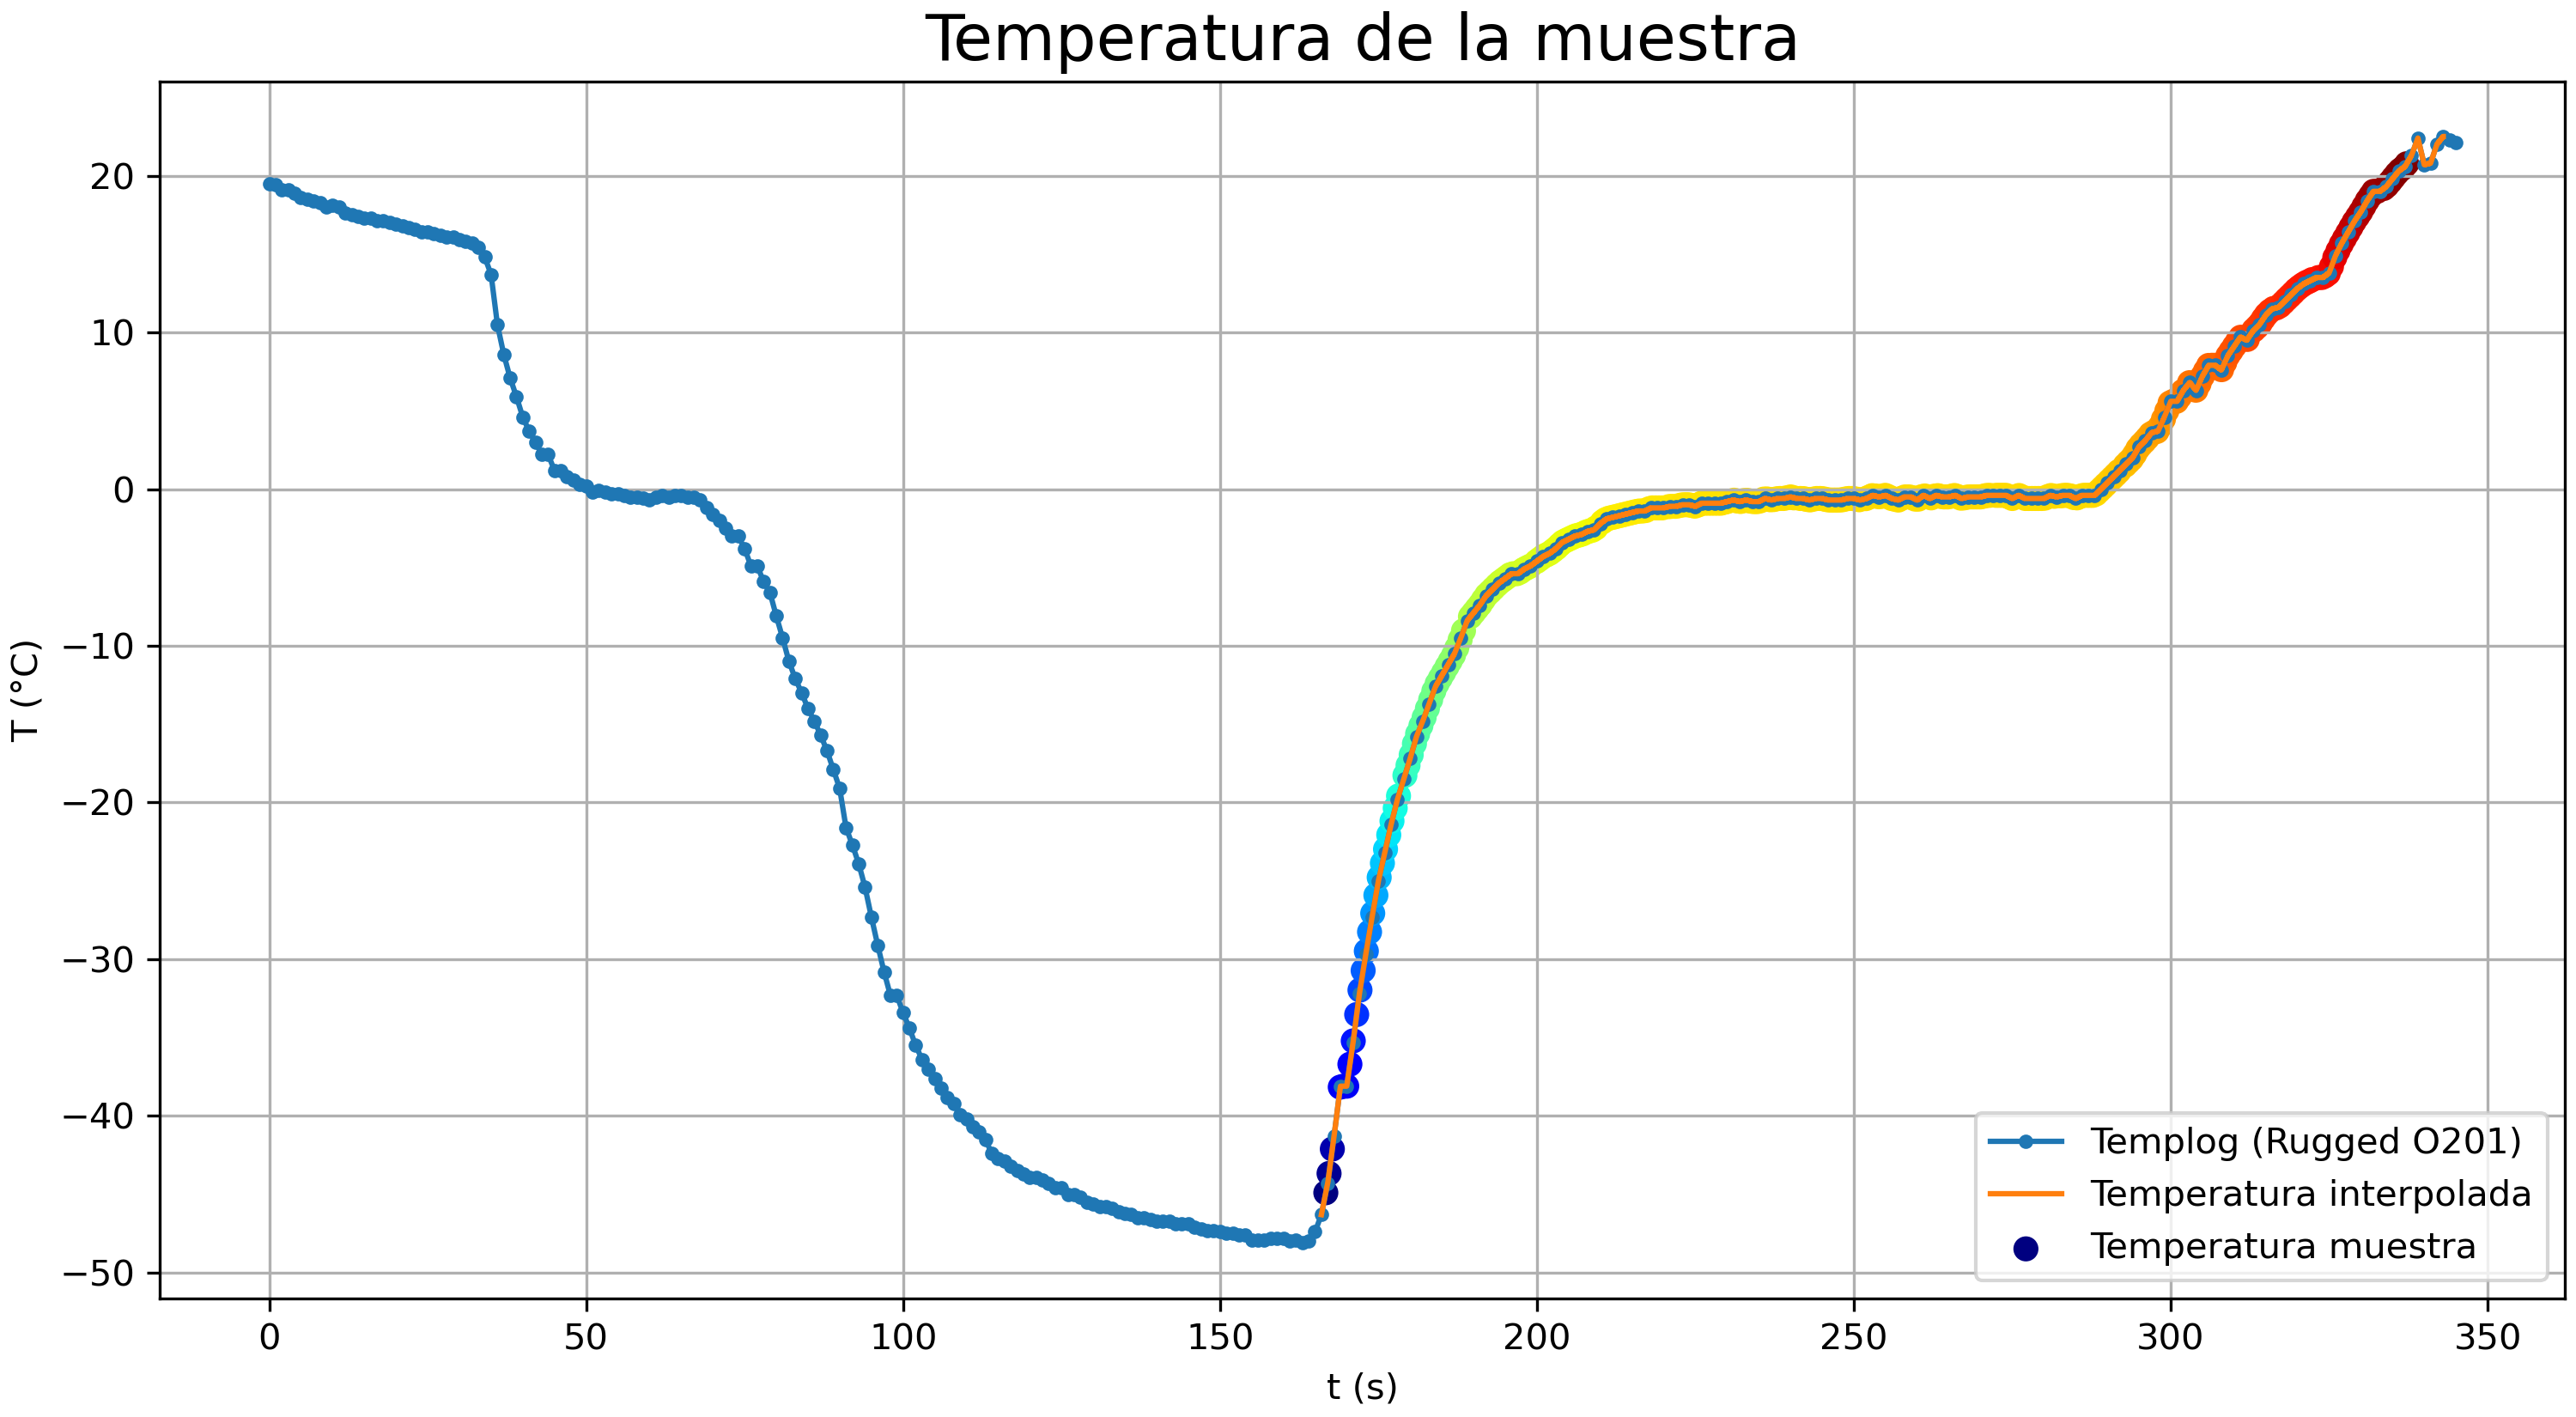 Temperatura de la muestra
T (°C)
20
10
0
−10
−20
−30
−40
−50
0 50 100 150 200 250 300 350
t (s)
Templog (Rugged O201)
Temperatura interpolada
Temperatura muestra